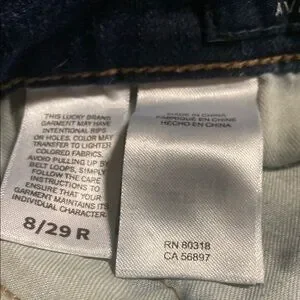 THIS LUCKY BRAND
GARMENT MAY HAVE
INTENTIONAL RIPS
OR HOLES, COLOR MAY
TRANSFER TO LIGHTER
COLORED FABRICS.
AVOID PULLING UP BY
BELT LOOPS, SIMPLY
FOLLOW THE CARE
INSTRUCTIONS TO
ENSURE THAT YOUR
GARMENT MAINTAINS ITS
INDIVIDUAL CHARACTER.
8/29 R
MADE IN CHINA
FABRIQUÉ EN CHINE
HECHO EN CHINA
RN 80318
CA 56897